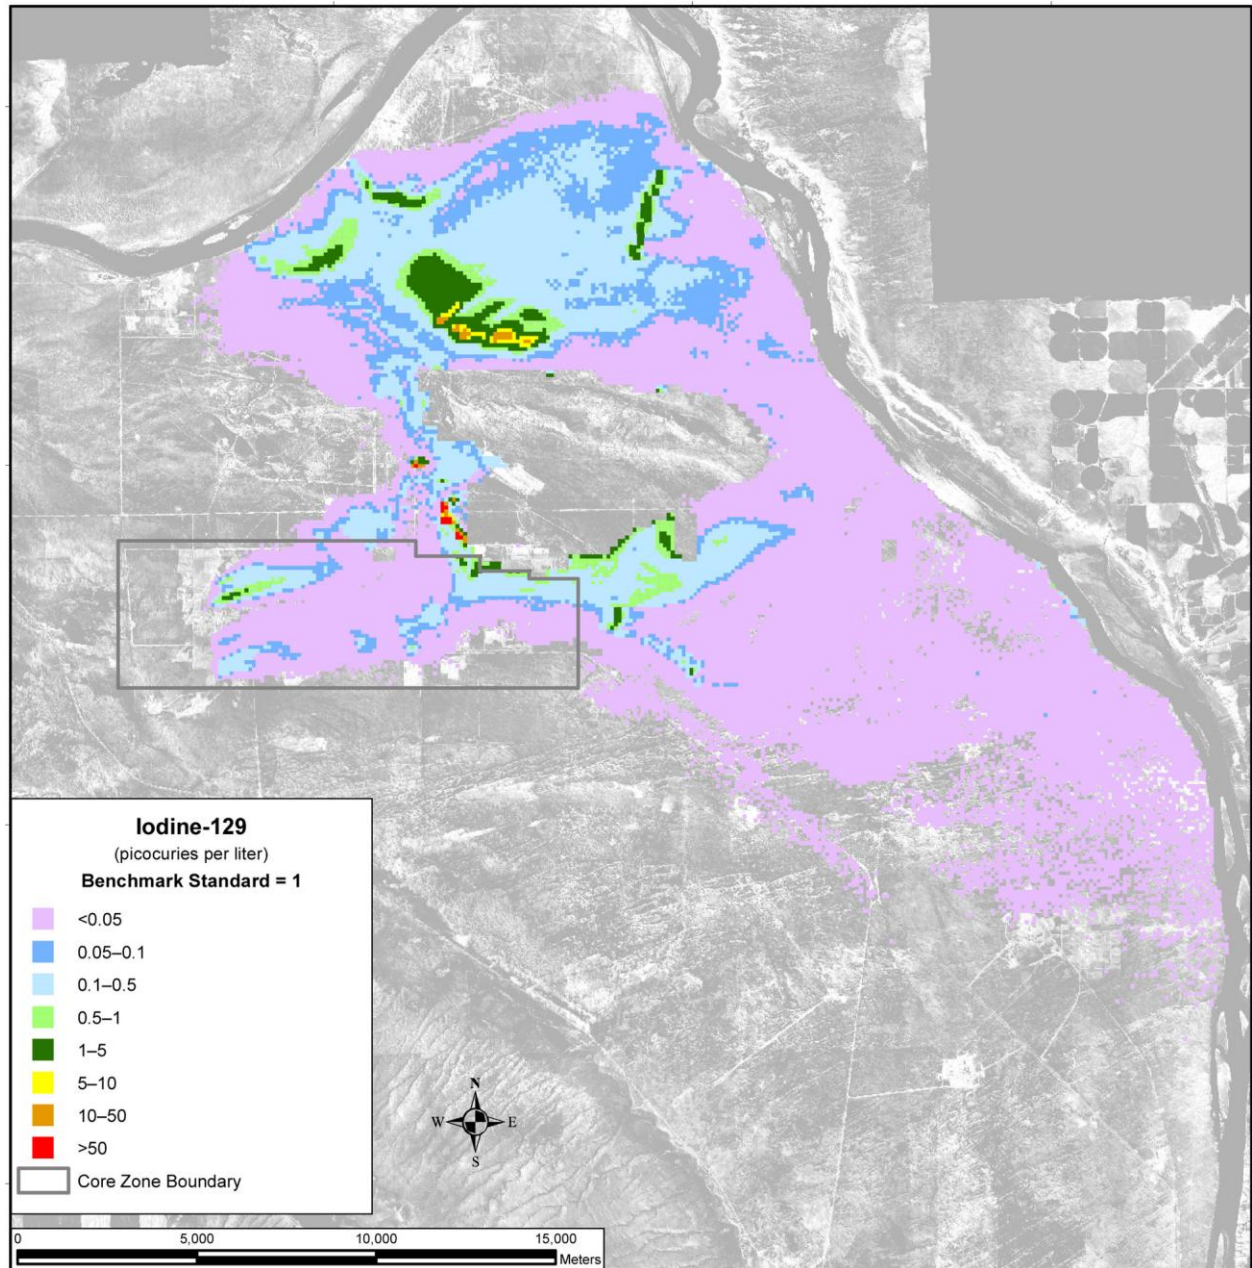 Iodine-129
(picocuries per liter)
Benchmark Standard = 1
<0.05
0.05–0.1
0.1–0.5
0.5–1
1–5
5–10
10–50
>50
Core Zone Boundary
N
W E
S
0 5,000 10,000 15,000
Meters